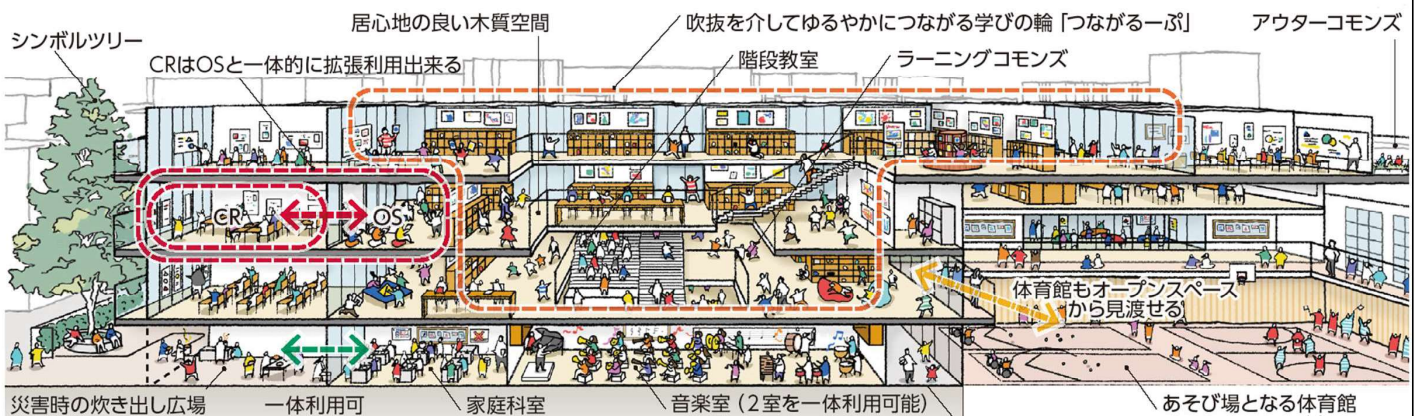 シンボルツリー
居心地の良い木質空間
吹抜を介してゆるやかにつながる学びの輪「つながるーぷ」
アウターコモンズ
CRはOSと一体的に拡張利用出来る
階段教室
ラーニングコモンズ
CR
OS
体育館もオープンスペース
から見渡せる
災害時の炊き出し広場
一体利用可
家庭科室
音楽室（2室を一体利用可能）
あそび場となる体育館